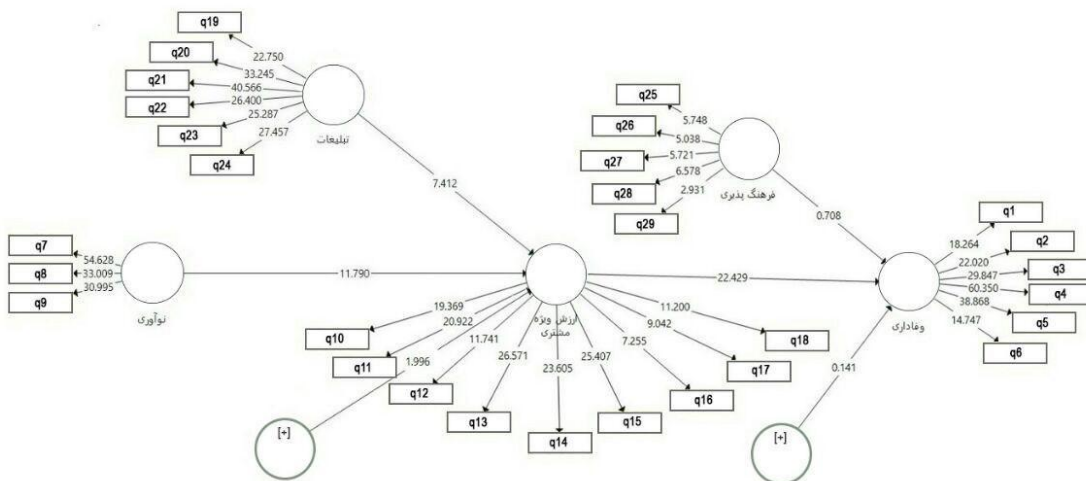 q19
22.750
q20
33.245
q21
40.566
q22
26.400
q23
25.287
q24
27.457
تبلیغات
7.412
q25
5.748
q26
5.038
q27
5.721
q28
6.578
q29
2.931
فرهنگ پذیری
0.708
q7
54.628
q8
33.009
q9
30.995
نوآوری
11.790
ارزش ویژه
مشتری
22.429
q1
18.264
q2
22.020
q3
29.847
q4
60.350
q5
38.868
q6
14.747
وفاداری
q10
19.369
q11
20.922
q12
11.741
q13
26.571
q14
23.605
q15
25.407
q16
7.255
q17
9.042
q18
11.200
1.996
[+]
0.141
[+]